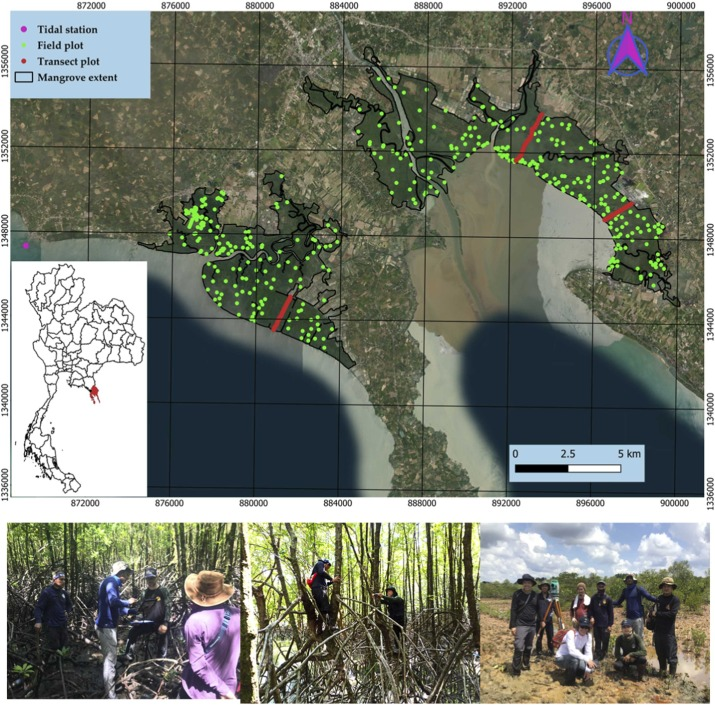 872000 876000 880000 884000 888000 892000 896000 900000
Tidal station
Field plot
Transect plot
Mangrove extent
N
1356000
1352000
1348000
1344000
1340000
1336000
1356000
1352000
1348000
1344000
1340000
1336000
0 2.5 5 km
872000 876000 880000 884000 888000 892000 896000 900000